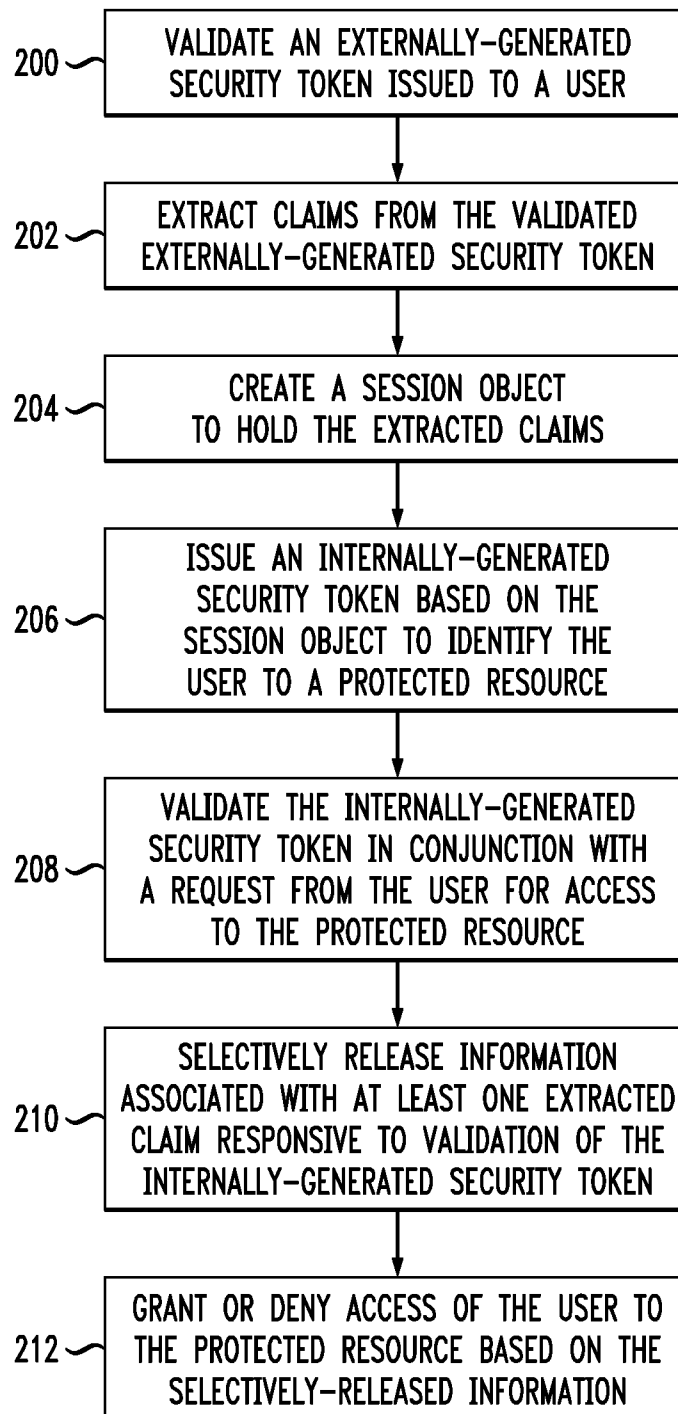 200
VALIDATE AN EXTERNALLY-GENERATED
SECURITY TOKEN ISSUED TO A USER
202
EXTRACT CLAIMS FROM THE VALIDATED
EXTERNALLY-GENERATED SECURITY TOKEN
204
CREATE A SESSION OBJECT
TO HOLD THE EXTRACTED CLAIMS
206
ISSUE AN INTERNALLY-GENERATED
SECURITY TOKEN BASED ON THE
SESSION OBJECT TO IDENTIFY THE
USER TO A PROTECTED RESOURCE
208
VALIDATE THE INTERNALLY-GENERATED
SECURITY TOKEN IN CONJUNCTION WITH
A REQUEST FROM THE USER FOR ACCESS
TO THE PROTECTED RESOURCE
210
SELECTIVELY RELEASE INFORMATION
ASSOCIATED WITH AT LEAST ONE EXTRACTED
CLAIM RESPONSIVE TO VALIDATION OF THE
INTERNALLY-GENERATED SECURITY TOKEN
212
GRANT OR DENY ACCESS OF THE USER TO
THE PROTECTED RESOURCE BASED ON THE
SELECTIVELY-RELEASED INFORMATION